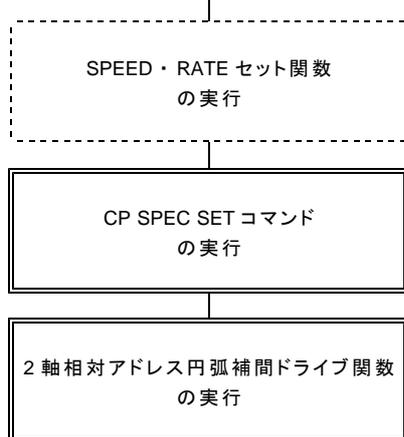 SPEED・RATE セット関数
の実行
CP SPEC SET コマンド
の実行
2 軸相対アドレス円弧補間ドライブ関数
の実行